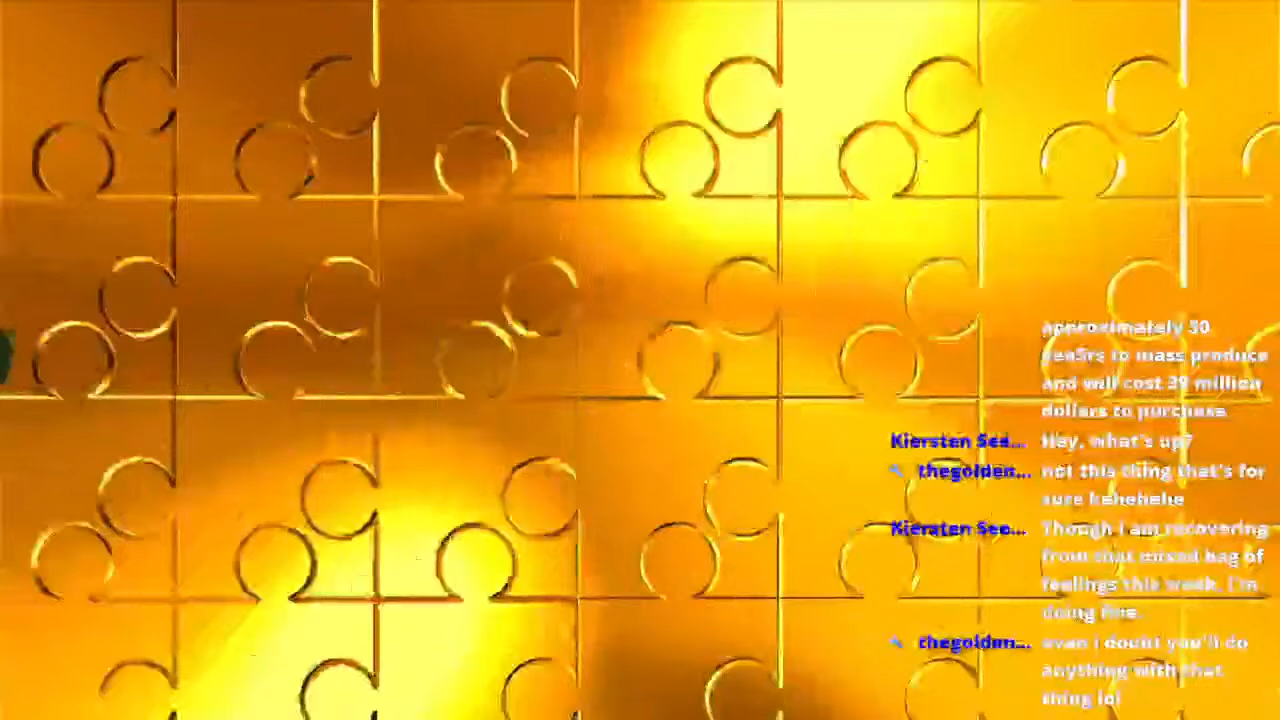 approximately 30
yeaSrs to mass produce
and will cost 39 million
dollars to purchase
Kiersten See... Hey, what's up?
thegolden... not this thing that's for
sure hehehehe
Kiersten See... Though I am recovering
from that mixed bag of
feelings this week, I'm
doing fine.
thegolden... evan i doubt you'll do
anything with that
thing lol